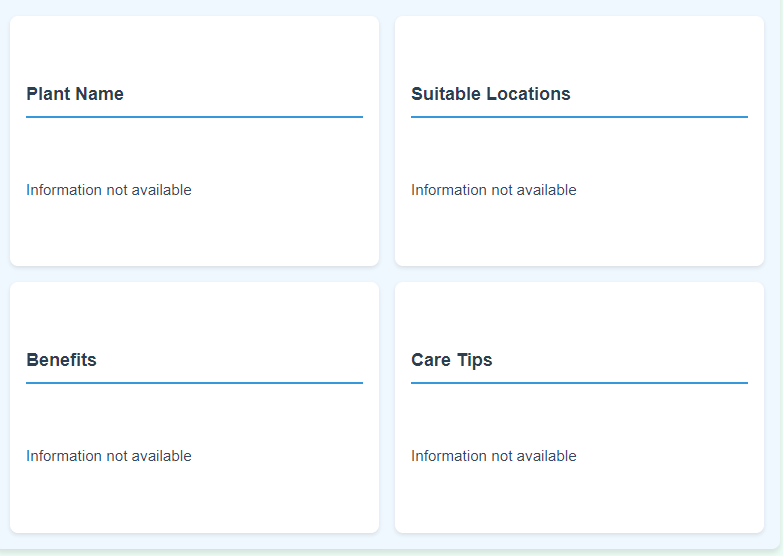 Plant Name
Information not available
Suitable Locations
Information not available
Benefits
Information not available
Care Tips
Information not available